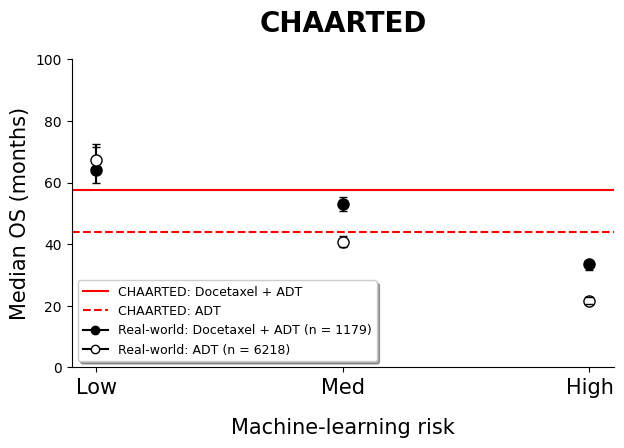 CHAARTED
Median OS (months)
100
80
60
40
20
0
CHAARTED: Docetaxel + ADT
CHAARTED: ADT
Real-world: Docetaxel + ADT (n = 1179)
Real-world: ADT (n = 6218)
Low
Med
High
Machine-learning risk